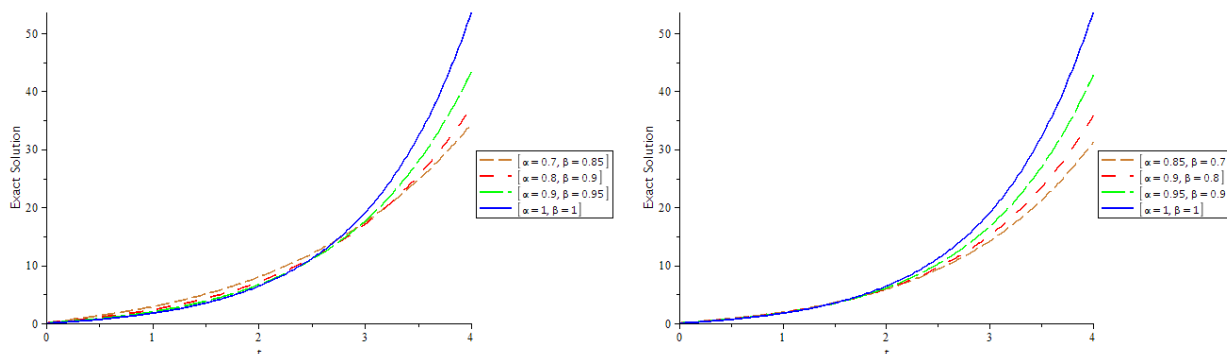 Exact Solution
50
40
30
20
10
0
0
1
2
3
4
[α = 0.7, β = 0.85]
[α = 0.8, β = 0.9]
[α = 0.9, β = 0.95]
[α = 1, β = 1]
Exact Solution
50
40
30
20
10
0
0
1
2
3
4
[α = 0.85, β = 0.7
[α = 0.9, β = 0.8]
[α = 0.95, β = 0.9
[α = 1, β = 1]